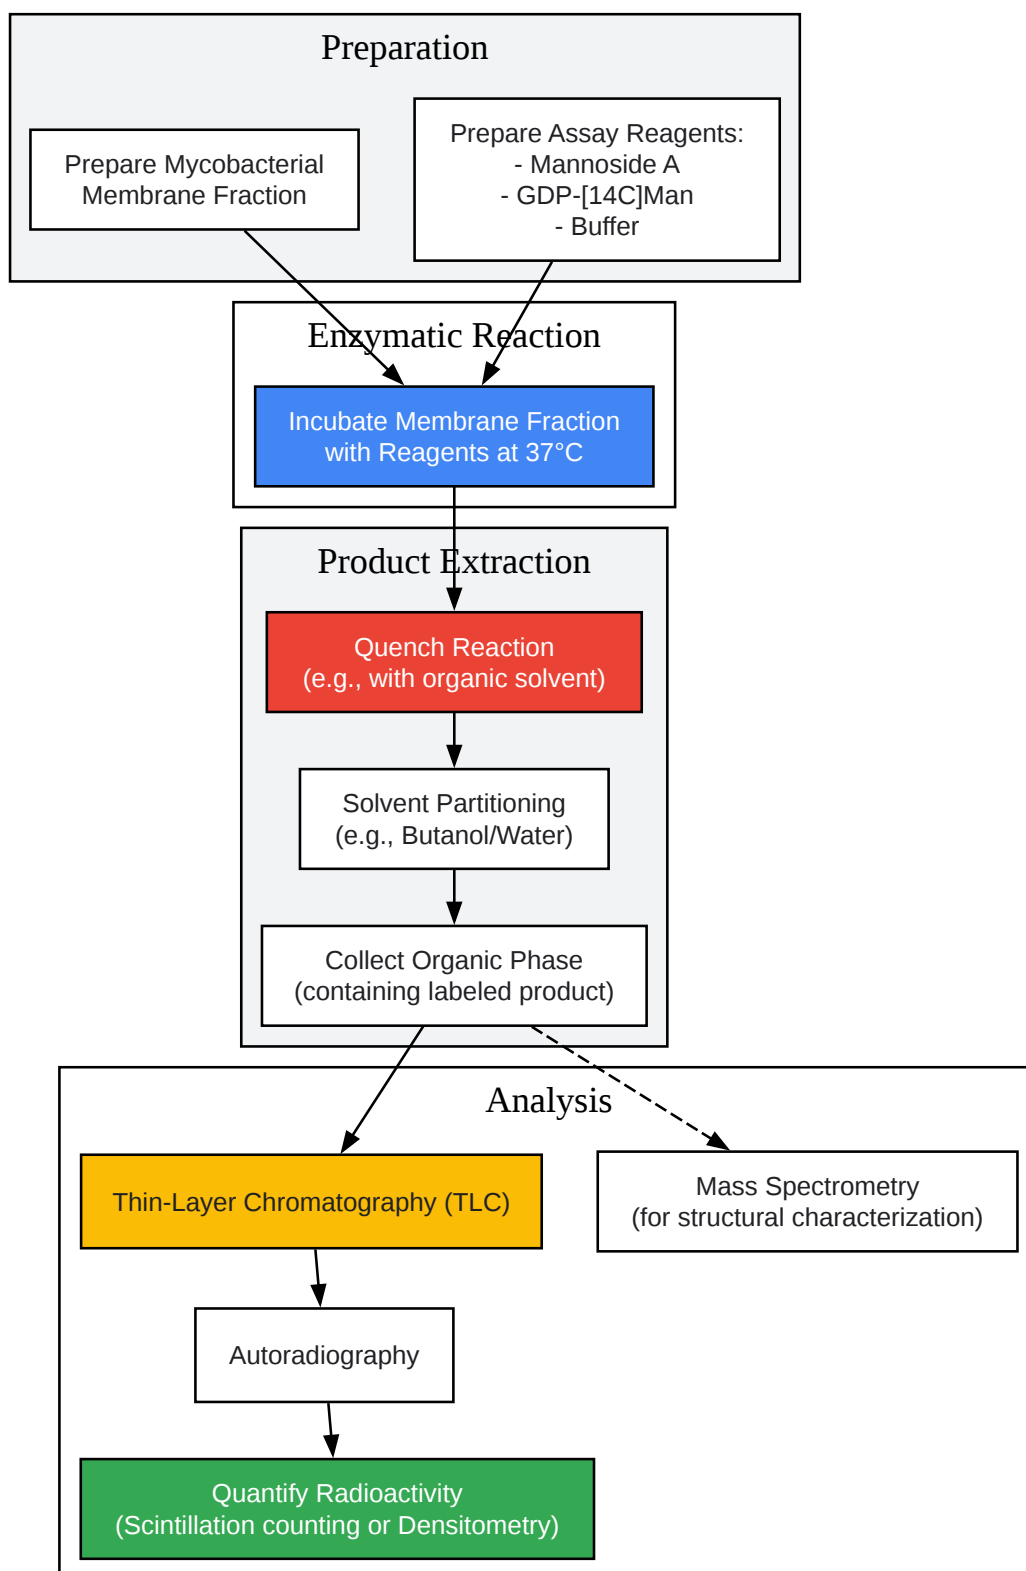 Preparation
Prepare Mycobacterial
Membrane Fraction
Prepare Assay Reagents:
- Mannoside A
- GDP-[14C]Man
- Buffer
Enzymatic Reaction
Incubate Membrane Fraction
with Reagents at 37°C
Product Extraction
Quench Reaction
(e.g., with organic solvent)
Solvent Partitioning
(e.g., Butanol/Water)
Collect Organic Phase
(containing labeled product)
Analysis
Thin-Layer Chromatography (TLC)
Mass Spectrometry
(for structural characterization)
Autoradiography
Quantify Radioactivity
(Scintillation counting or Densitometry)